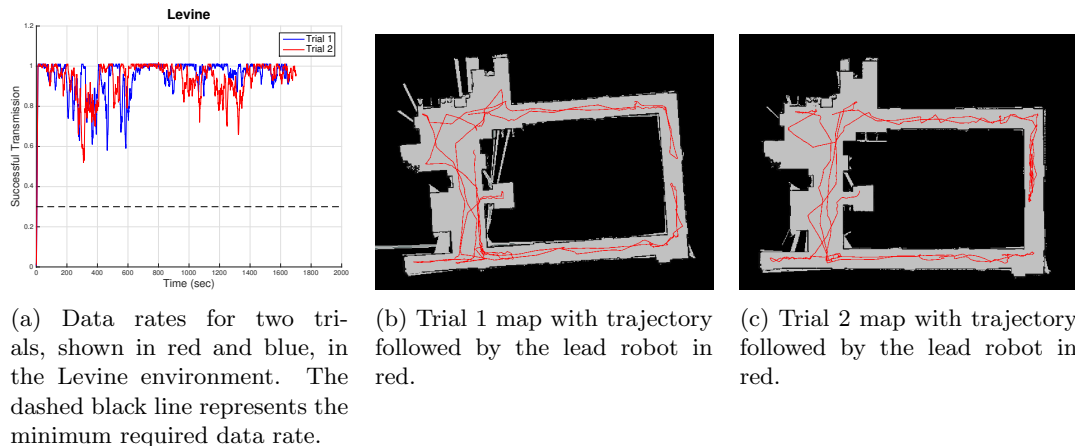 Levine
Trial 1
Trial 2
1.2
1
0.8
0.6
0.4
0.2
0
Successful Transmission
0 200 400 600 800 1000 1200 1400 1600 1800 2000
Time (sec)
(a) Data rates for two tri-
als, shown in red and blue, in
the Levine environment. The
dashed black line represents the
minimum required data rate.
(b) Trial 1 map with trajectory
followed by the lead robot in
red.
(c) Trial 2 map with trajectory
followed by the lead robot in
red.